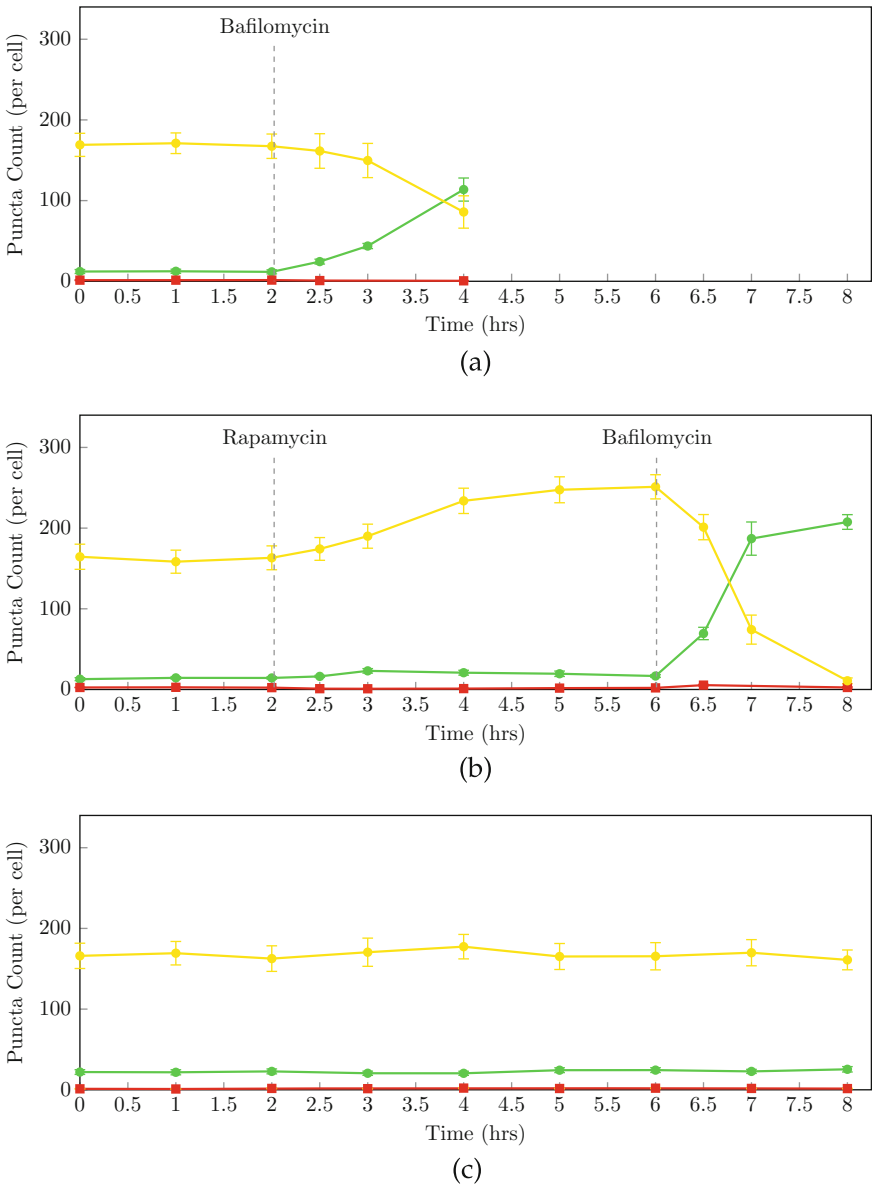 Bafilomycin
Puncta Count (per cell)
300
200
100
0
0 0.5 1 1.5 2 2.5 3 3.5 4 4.5 5 5.5 6 6.5 7 7.5 8
Time (hrs)
(a)
Rapamycin Bafilomycin
Puncta Count (per cell)
300
200
100
0
0 0.5 1 1.5 2 2.5 3 3.5 4 4.5 5 5.5 6 6.5 7 7.5 8
Time (hrs)
(b)
Puncta Count (per cell)
300
200
100
0
0 0.5 1 1.5 2 2.5 3 3.5 4 4.5 5 5.5 6 6.5 7 7.5 8
Time (hrs)
(c)